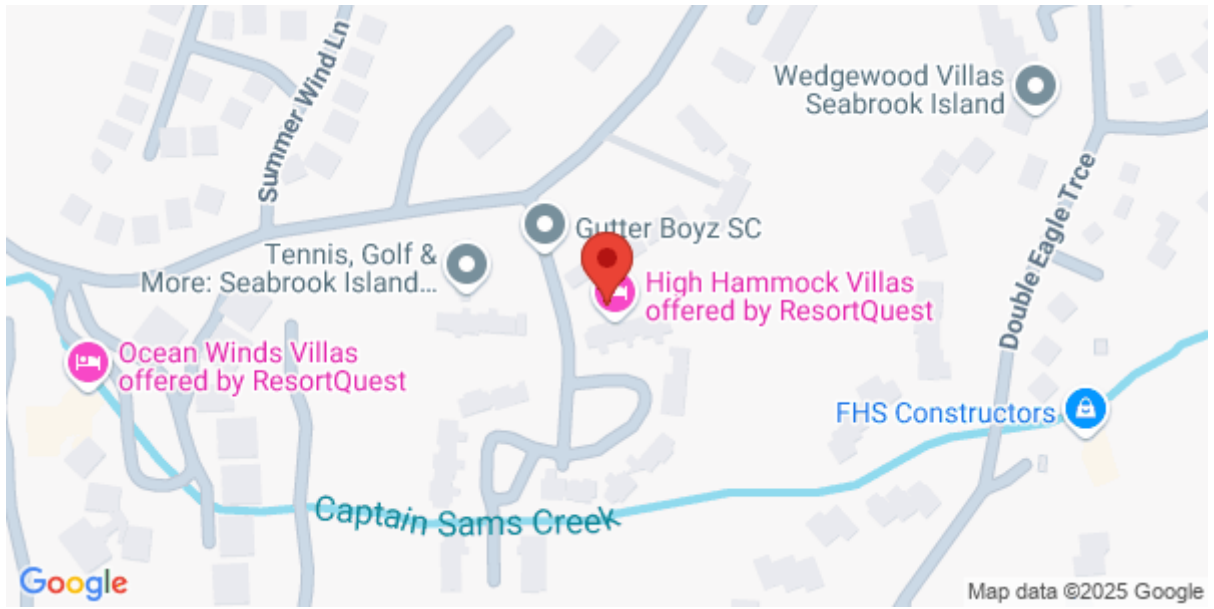 Summer Wind Ln
Wedgewood Villas
Seabrook Island
Double Eagle Trce
Gutter Boyz SC
Tennis, Golf &
More: Seabrook Island...
High Hammock Villas
offered by ResortQuest
Ocean Winds Villas
offered by ResortQuest
FHS Constructors
Captain Sams Creek
Google
Map data ©2025 Google